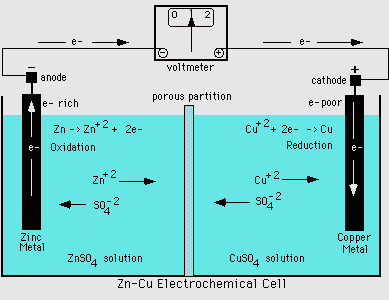 0 1 2
e-
e-
− +
voltmeter
− anode
+
cathode
porous partition
e- rich
e-poor
Zn -> Zn+2 + 2e-
Cu+2 + 2e- -> Cu
e-
Oxidation
Reduction
e-
Zn+2
Cu+2
SO4-2
SO4-2
Zinc
Metal
ZnSO4 solution
CuSO4 solution
Copper
Metal
Zn-Cu Electrochemical Cell